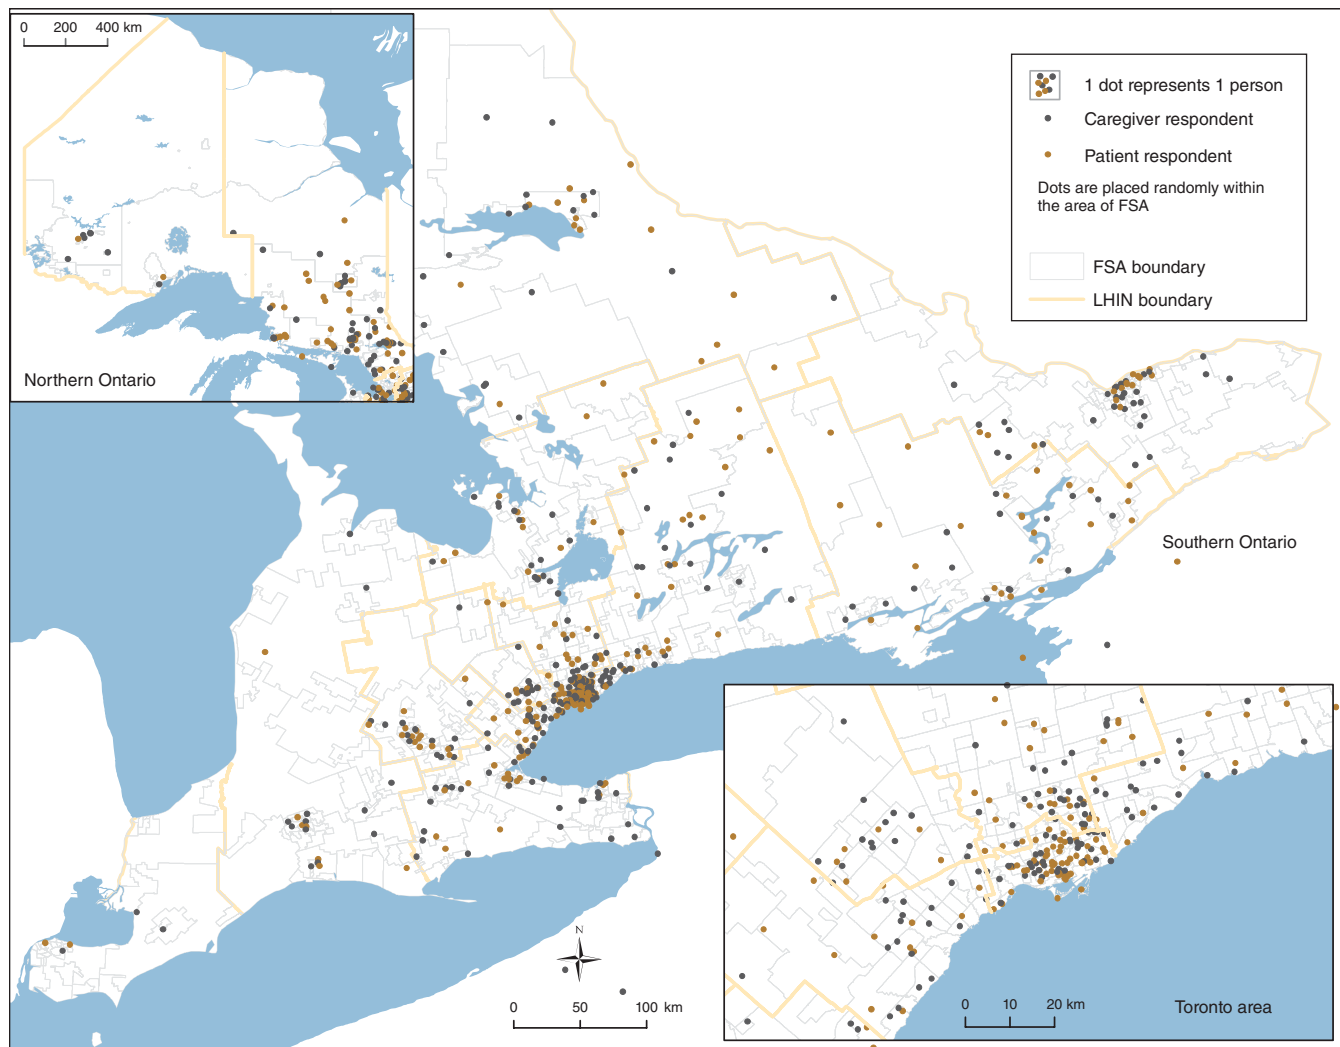 0 200 400 km
Northern Ontario
1 dot represents 1 person
Caregiver respondent
Patient respondent
Dots are placed randomly within
the area of FSA
FSA boundary
LHIN boundary
Southern Ontario
N
0 50 100 km
0 10 20 km
Toronto area